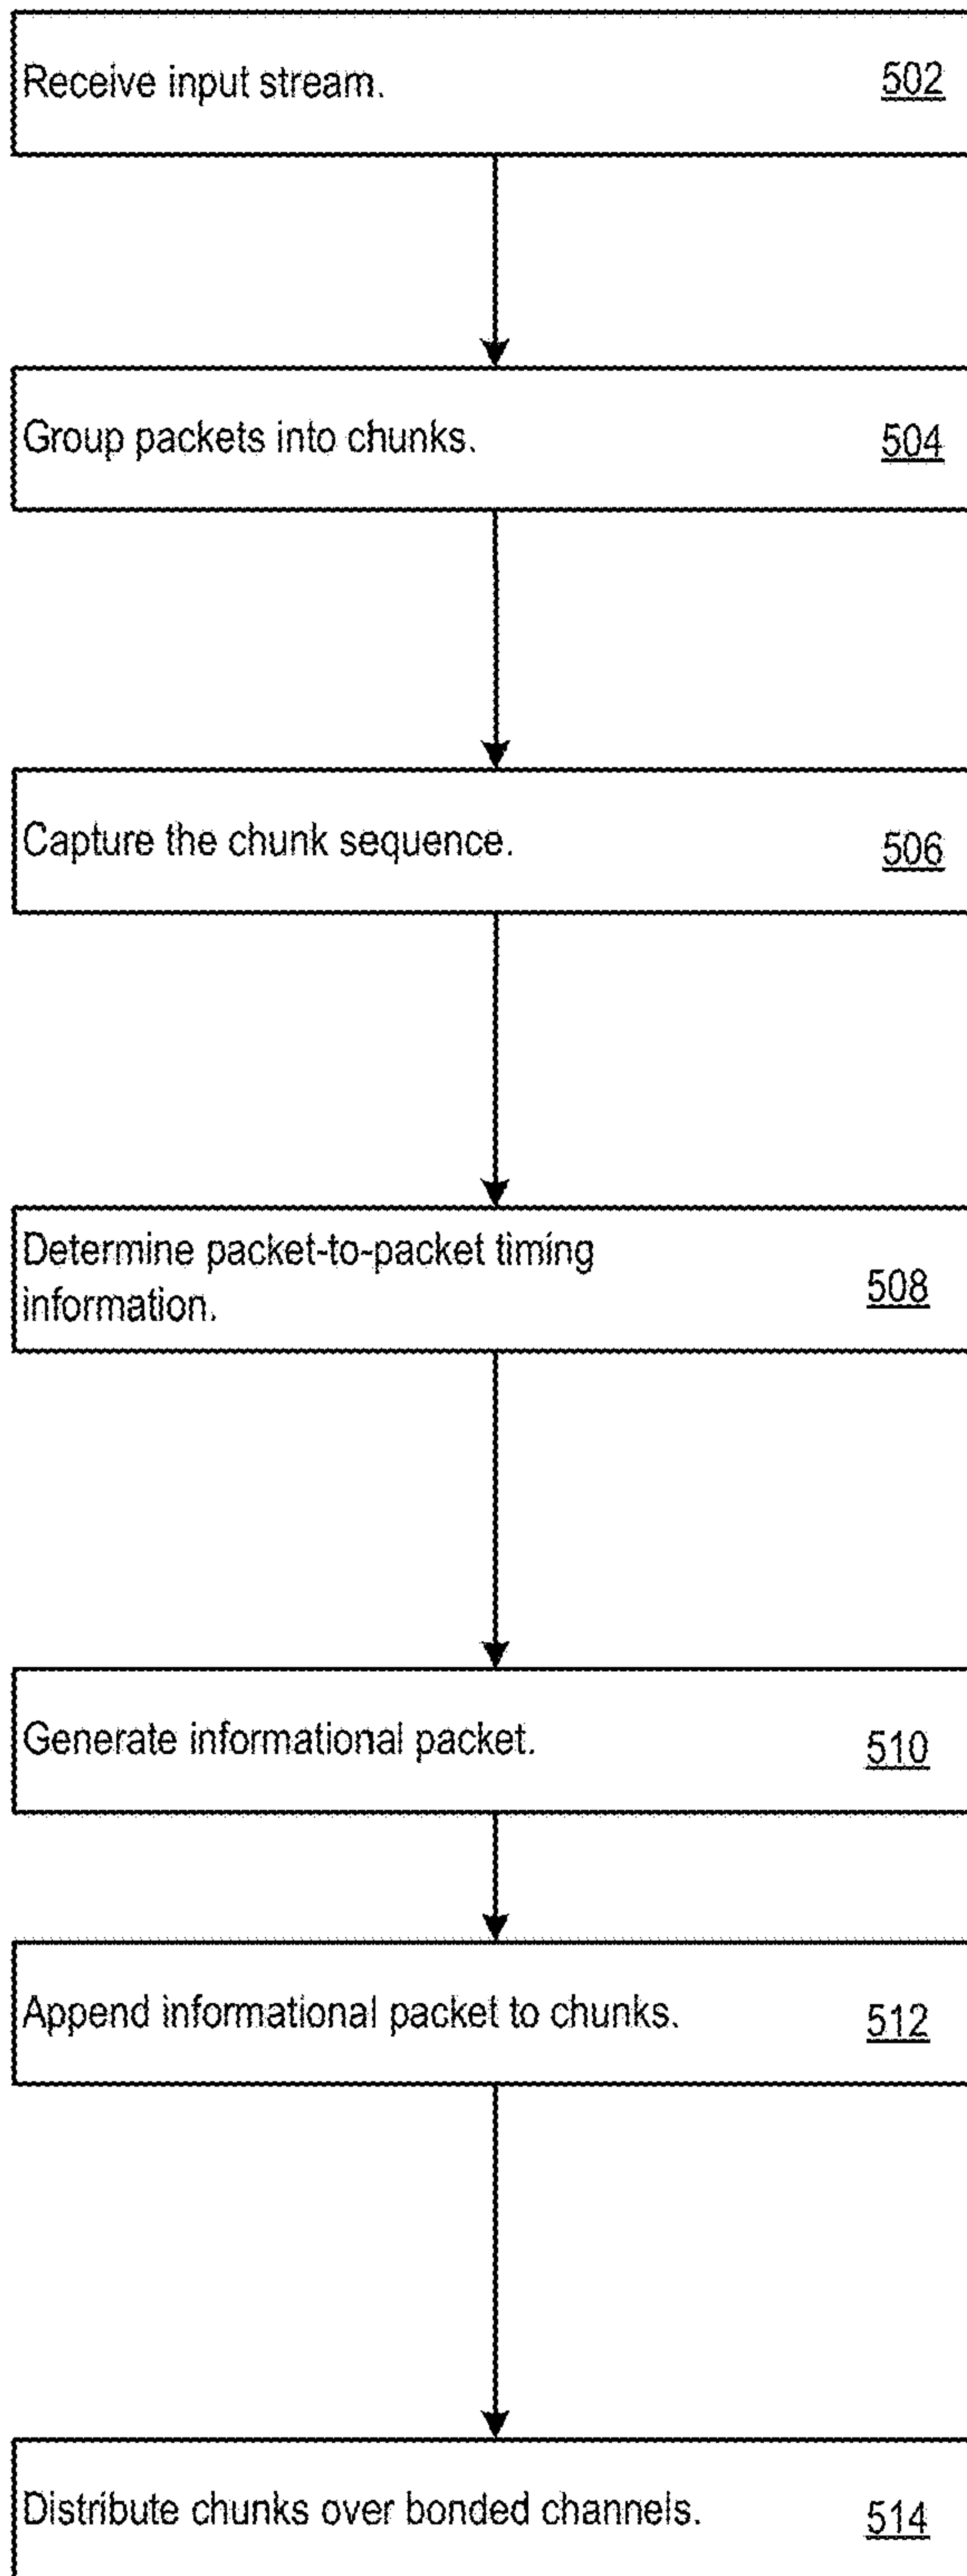 Receive input stream. 502
Group packets into chunks. 504
Capture the chunk sequence. 506
Determine packet-to-packet timing
information. 508
Generate informational packet. 510
Append informational packet to chunks. 512
Distribute chunks over bonded channels. 514